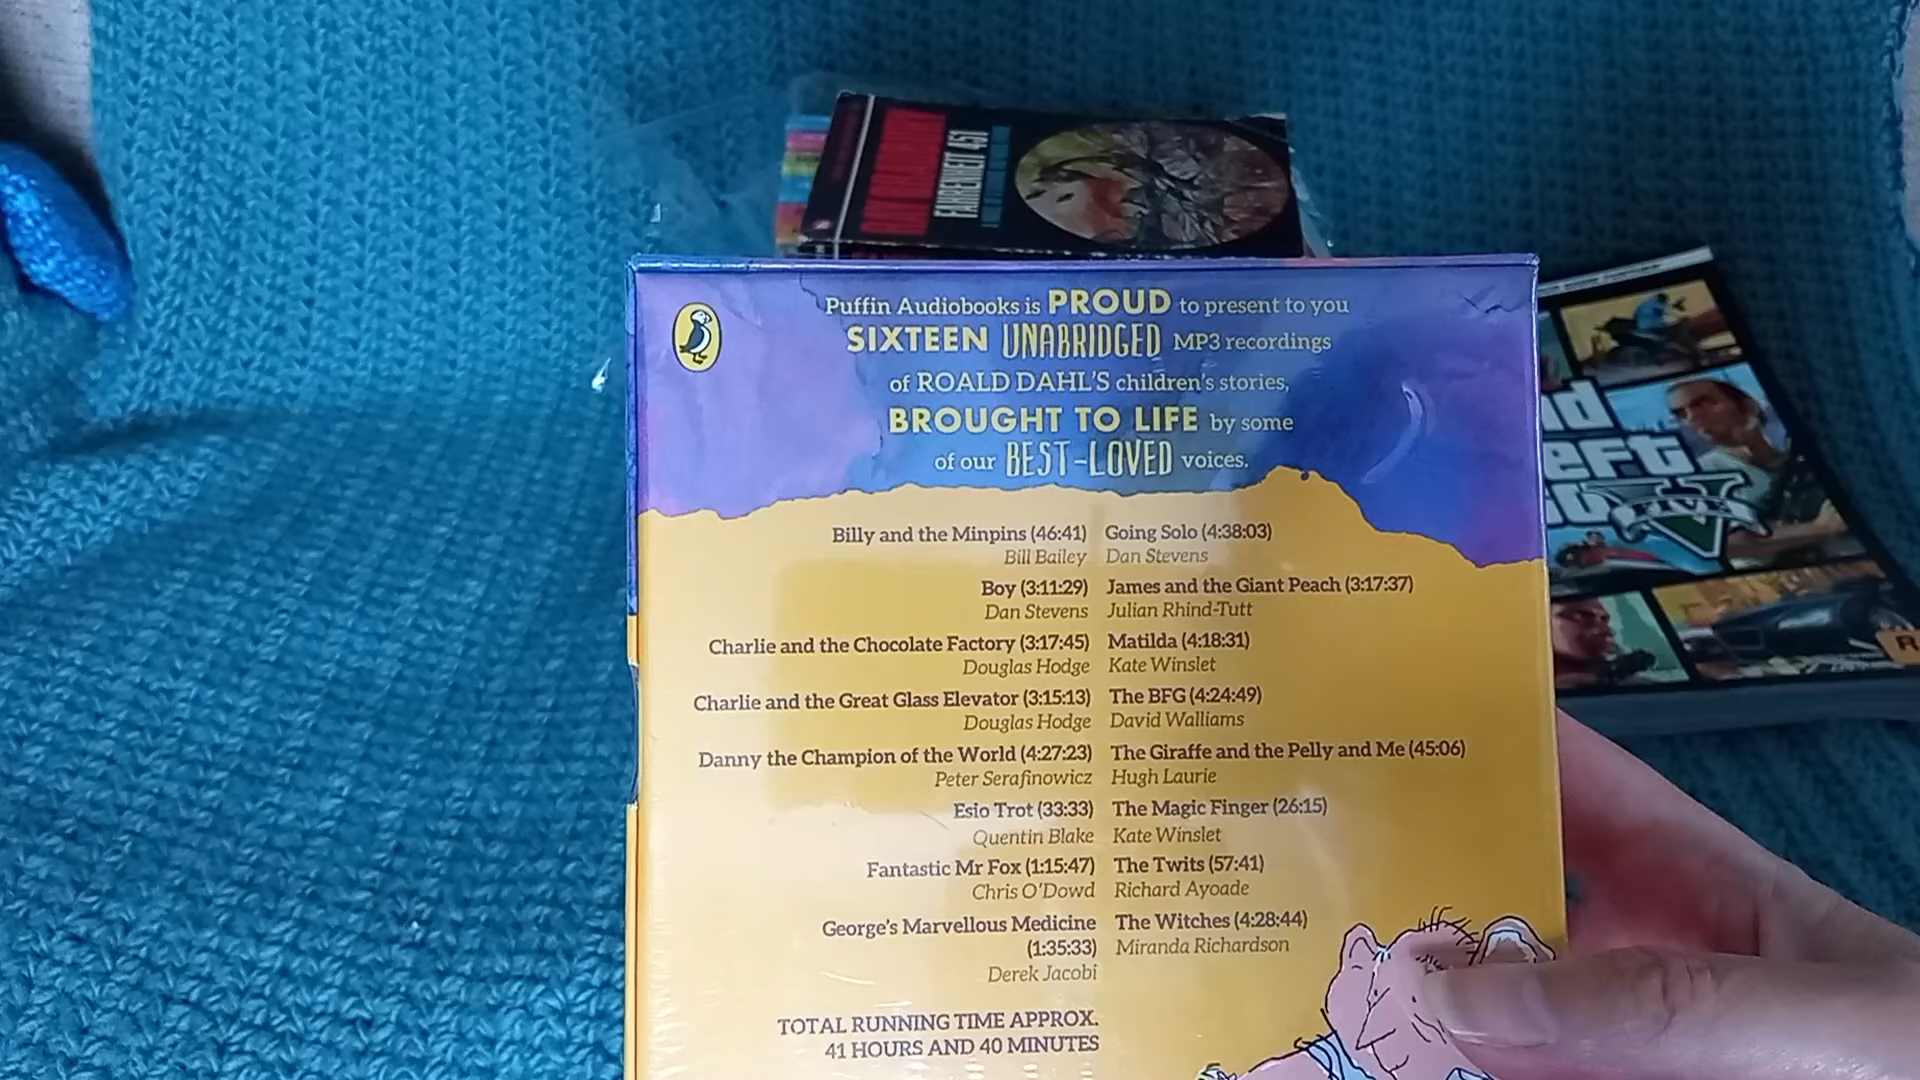 FAHRENHEIT 451
Puffin Audiobooks is PROUD to present to you
SIXTEEN UNABRIDGED MP3 recordings
of ROALD DAHL'S children's stories,
BROUGHT TO LIFE by some
of our BEST-LOVED voices.
Billy and the Minpins (46:41)
Bill Bailey
Boy (3:11:29)
Dan Stevens
Charlie and the Chocolate Factory (3:17:45)
Douglas Hodge
Charlie and the Great Glass Elevator (3:15:13)
Douglas Hodge
Danny the Champion of the World (4:27:23)
Peter Serafinowicz
Esio Trot (33:33)
Quentin Blake
Fantastic Mr Fox (1:15:47)
Chris O'Dowd
George's Marvellous Medicine
(1:35:33)
Derek Jacobi
Going Solo (4:38:03)
Dan Stevens
James and the Giant Peach (3:17:37)
Julian Rhind-Tutt
Matilda (4:18:31)
Kate Winslet
The BFG (4:24:49)
David Walliams
The Giraffe and the Pelly and Me (45:06)
Hugh Laurie
The Magic Finger (26:15)
Kate Winslet
The Twits (57:41)
Richard Ayoade
The Witches (4:28:44)
Miranda Richardson
TOTAL RUNNING TIME APPROX.
41 HOURS AND 40 MINUTES
V
FIVE
R